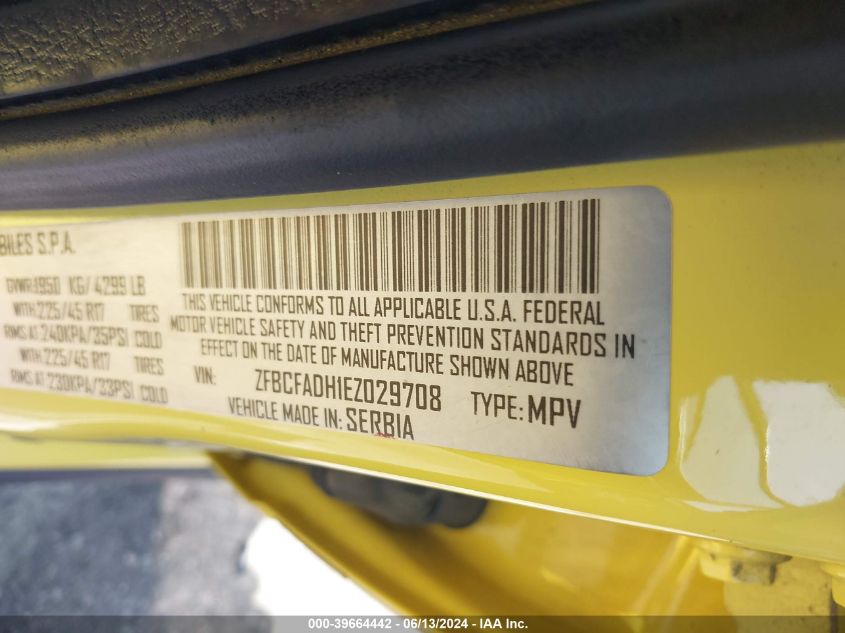 BILES S.P.A.
GVWR:1950 KG/ 4299 LB
WITH: 225/45 R17 TIRES
RIMS AT: 240KPA/35PSI COLD
WITH: 225/45 R17 TIRES
RIMS AT: 230KPA/33PSI COLD
THIS VEHICLE CONFORMS TO ALL APPLICABLE U.S.A. FEDERAL
MOTOR VEHICLE SAFETY AND THEFT PREVENTION STANDARDS IN
EFFECT ON THE DATE OF MANUFACTURE SHOWN ABOVE
VIN: ZFBCFADH1EZ029708 TYPE: MPV
VEHICLE MADE IN: SERBIA
000-39664442 - 06/13/2024 - IAA Inc.